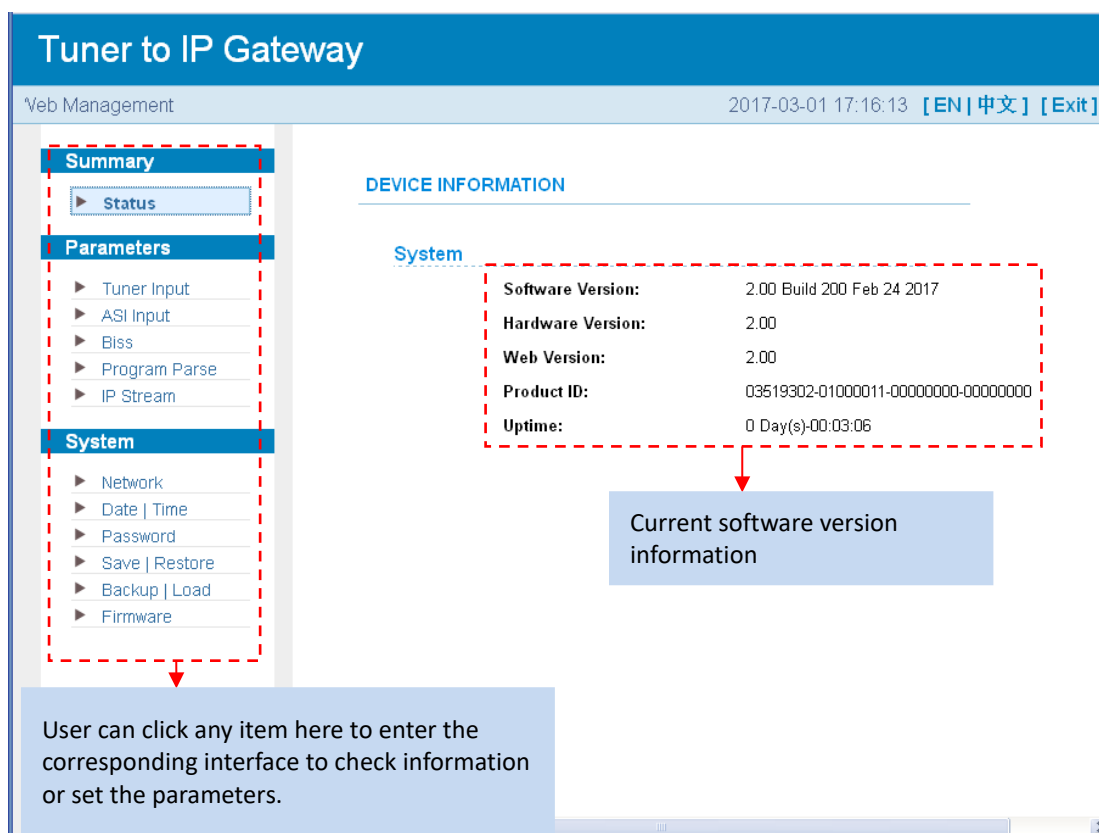 Tuner to IP Gateway
Web Management 2017-03-01 17:16:13 [ EN | 中文 ] [ Exit ]
Summary
Status
Parameters
Tuner Input
ASI Input
Biss
Program Parse
IP Stream
System
Network
Date | Time
Password
Save | Restore
Backup | Load
Firmware
DEVICE INFORMATION
System
Software Version: 2.00 Build 200 Feb 24 2017
Hardware Version: 2.00
Web Version: 2.00
Product ID: 03519302-01000011-00000000-00000000
Uptime: 0 Day(s)-00:03:06
Current software version
information
User can click any item here to enter the
corresponding interface to check information
or set the parameters.